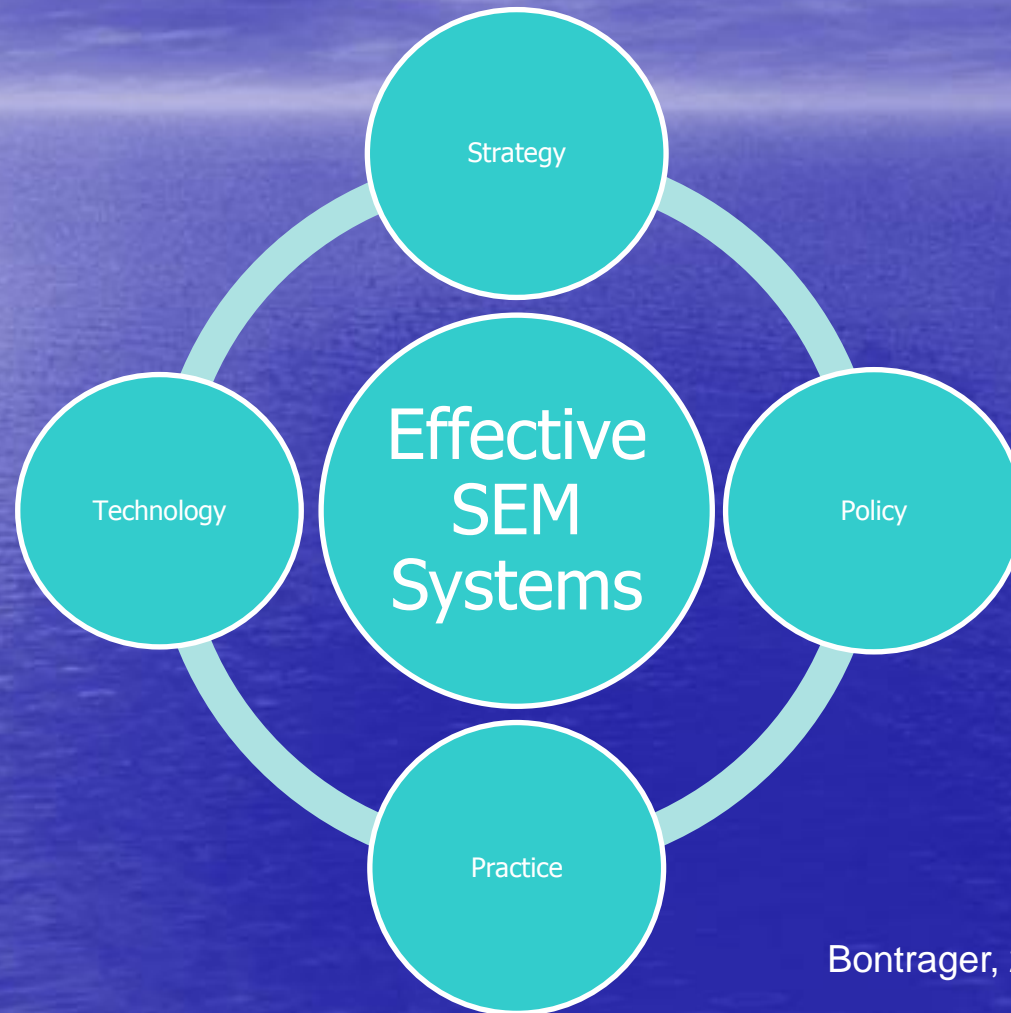 Strategy
Effective
SEM
Systems
Technology
Policy
Practice
Bontrager,